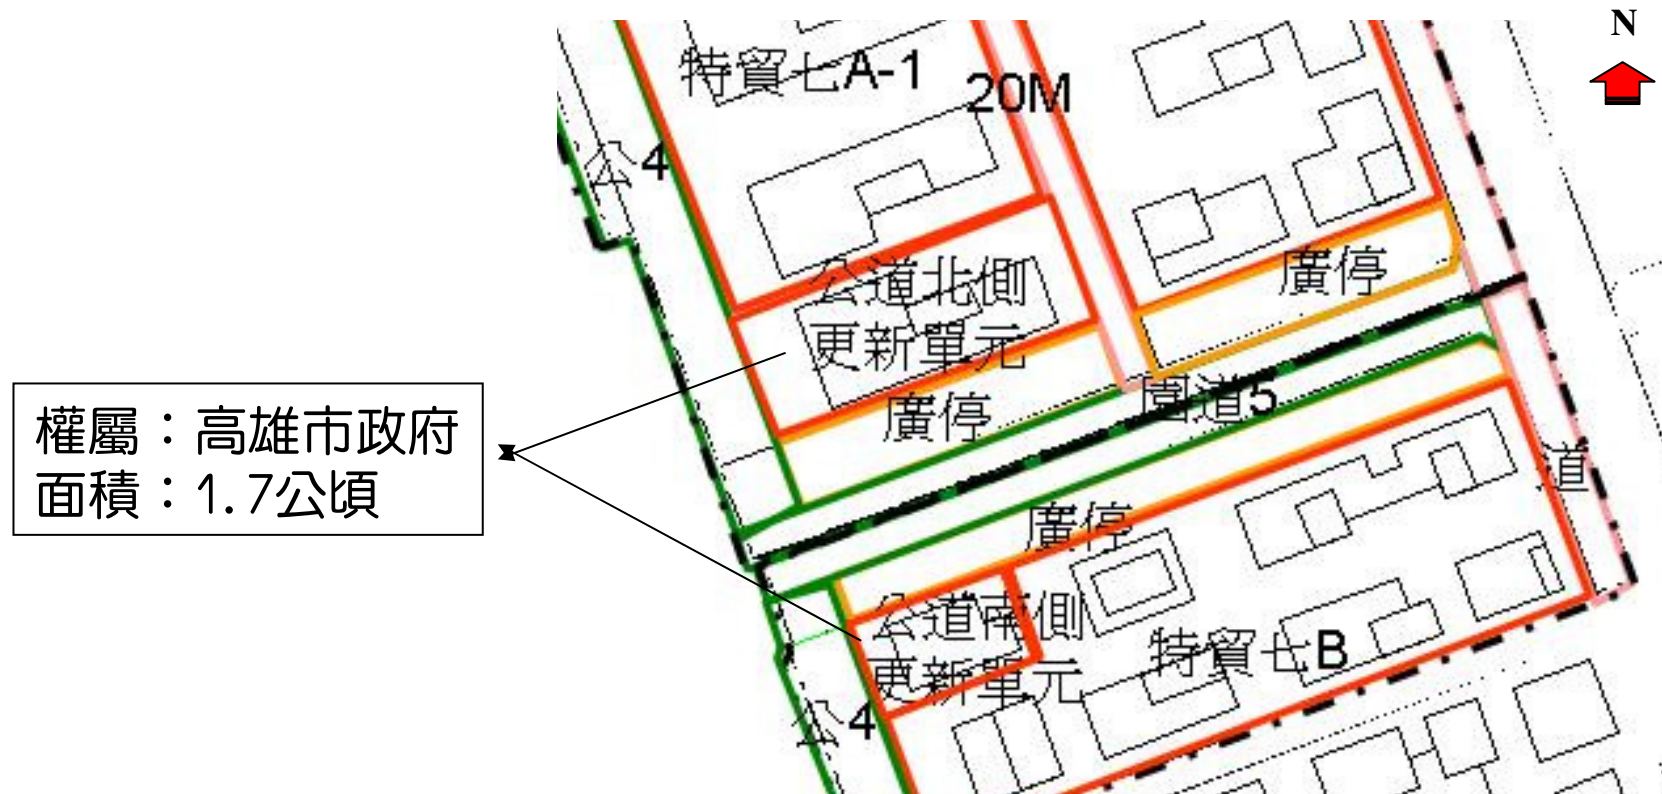 N
特貿七A-1
20M
公4
公道北側
更新單元
廣停
廣停
園道5
權屬：高雄市政府
面積：1.7公頃
道
廣停
公道南側
更新單元
特貿七B
公4